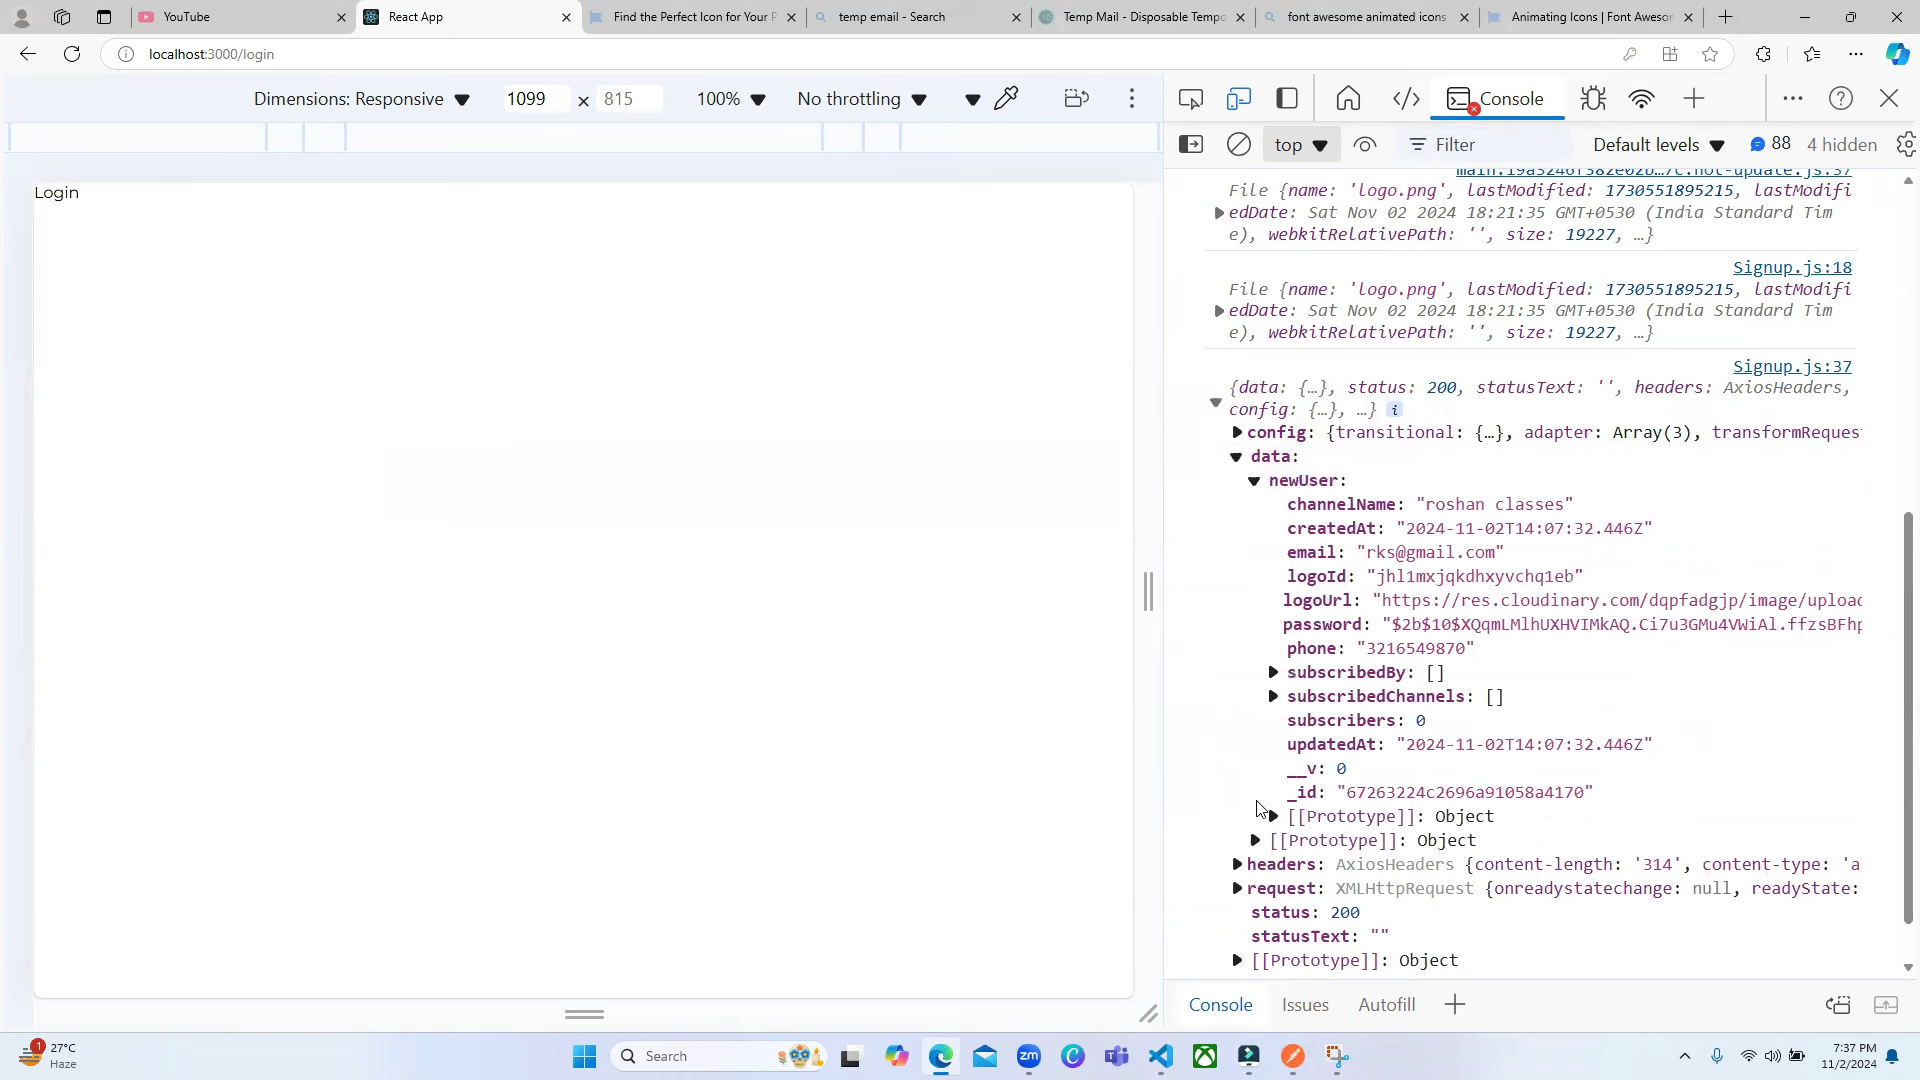 YouTube
React App
Find the Perfect Icon for Your P
temp email - Search
Temp Mail - Disposable Tempo
font awesome animated icons
Animating Icons | Font Aweson
localhost:3000/login
Dimensions: Responsive
1099
×
815
100%
No throttling
Console
top
Filter
Default levels
88
4 hidden
Login
File {name: 'logo.png', lastModified: 1730551895215, lastModifi
edDate: Sat Nov 02 2024 18:21:35 GMT+0530 (India Standard Tim
e), webkitRelativePath: '', size: 19227, …}
Signup.js:18
File {name: 'logo.png', lastModified: 1730551895215, lastModifi
edDate: Sat Nov 02 2024 18:21:35 GMT+0530 (India Standard Tim
e), webkitRelativePath: '', size: 19227, …}
Signup.js:37
{data: {…}, status: 200, statusText: '', headers: AxiosHeaders,
config: {…}, …} i
config: {transitional: {…}, adapter: Array(3), transformReques
data:
newUser:
channelName: "roshan classes"
createdAt: "2024-11-02T14:07:32.446Z"
email: "rks@gmail.com"
logoId: "jhl1mxjqkdhxyvchq1eb"
logoUrl: "https://res.cloudinary.com/dqpfadgjp/image/upload
password: "$2b$10$XQqmLMlhUXHVIMkAQ.Ci7u3GMu4VWiAl.ffzsBFhp
phone: "3216549870"
subscribedBy: []
subscribedChannels: []
subscribers: 0
updatedAt: "2024-11-02T14:07:32.446Z"
__v: 0
_id: "67263224c2696a91058a4170"
[[Prototype]]: Object
[[Prototype]]: Object
headers: AxiosHeaders {content-length: '314', content-type: 'a
request: XMLHttpRequest {onreadystatechange: null, readyState:
status: 200
statusText: ""
[[Prototype]]: Object
Console
Issues
Autofill
1
27°C
Haze
Search
7:37 PM
11/2/2024